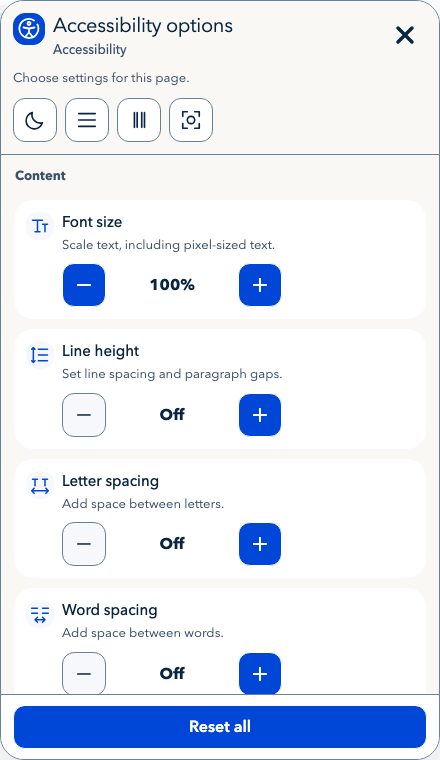 Accessibility options
Accessibility
Choose settings for this page.
Content
Font size
Scale text, including pixel-sized text.
100%
Line height
Set line spacing and paragraph gaps.
Off
Letter spacing
Add space between letters.
Off
Word spacing
Add space between words.
Off
Reset all